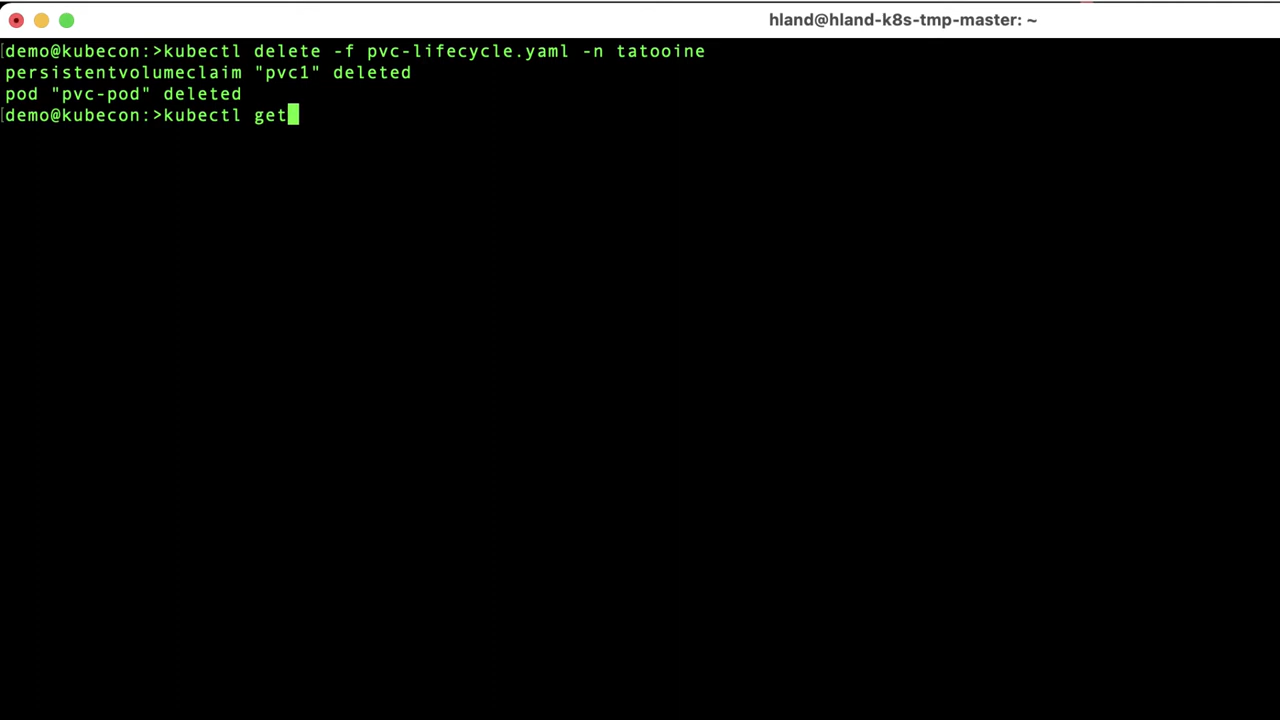 hland@hland-k8s-tmp-master: ~
[demo@kubecon:>kubectl delete -f pvc-lifecycle.yaml -n tatooine
persistentvolumeclaim "pvc1" deleted
pod "pvc-pod" deleted
[demo@kubecon:>kubectl get